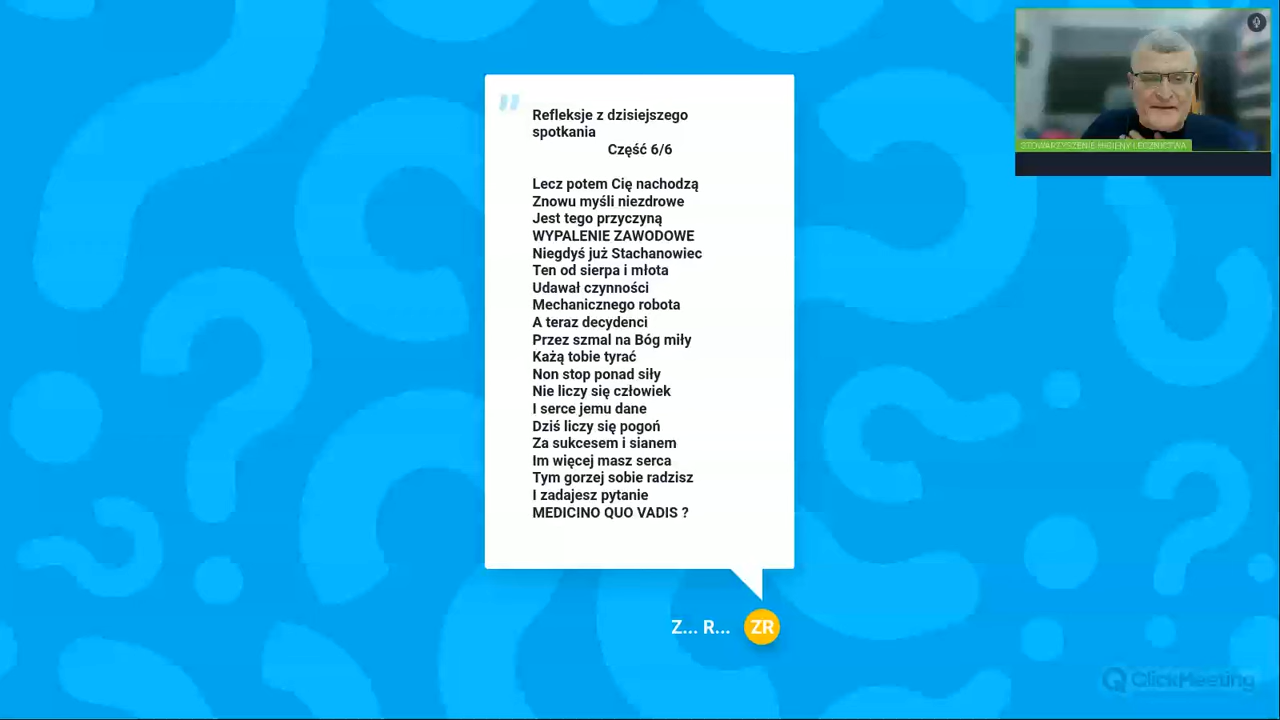 STOWARZYSZENIE HIGIENY LECZNICTWA
Refleksje z dzisiejszego
spotkania
Część 6/6
Lecz potem Cię nachodzą
Znowu myśli niezdrowe
Jest tego przyczyną
WYPALENIE ZAWODOWE
Niegdyś już Stachanowiec
Ten od sierpa i młota
Udawał czynności
Mechanicznego robota
A teraz decydenci
Przez szmal na Bóg miły
Każą tobie tyrać
Non stop ponad siły
Nie liczy się człowiek
I serce jemu dane
Dziś liczy się pogoń
Za sukcesem i sianem
Im więcej masz serca
Tym gorzej sobie radzisz
I zadajesz pytanie
MEDICINO QUO VADIS ?
Z... R... ZR
ClickMeeting